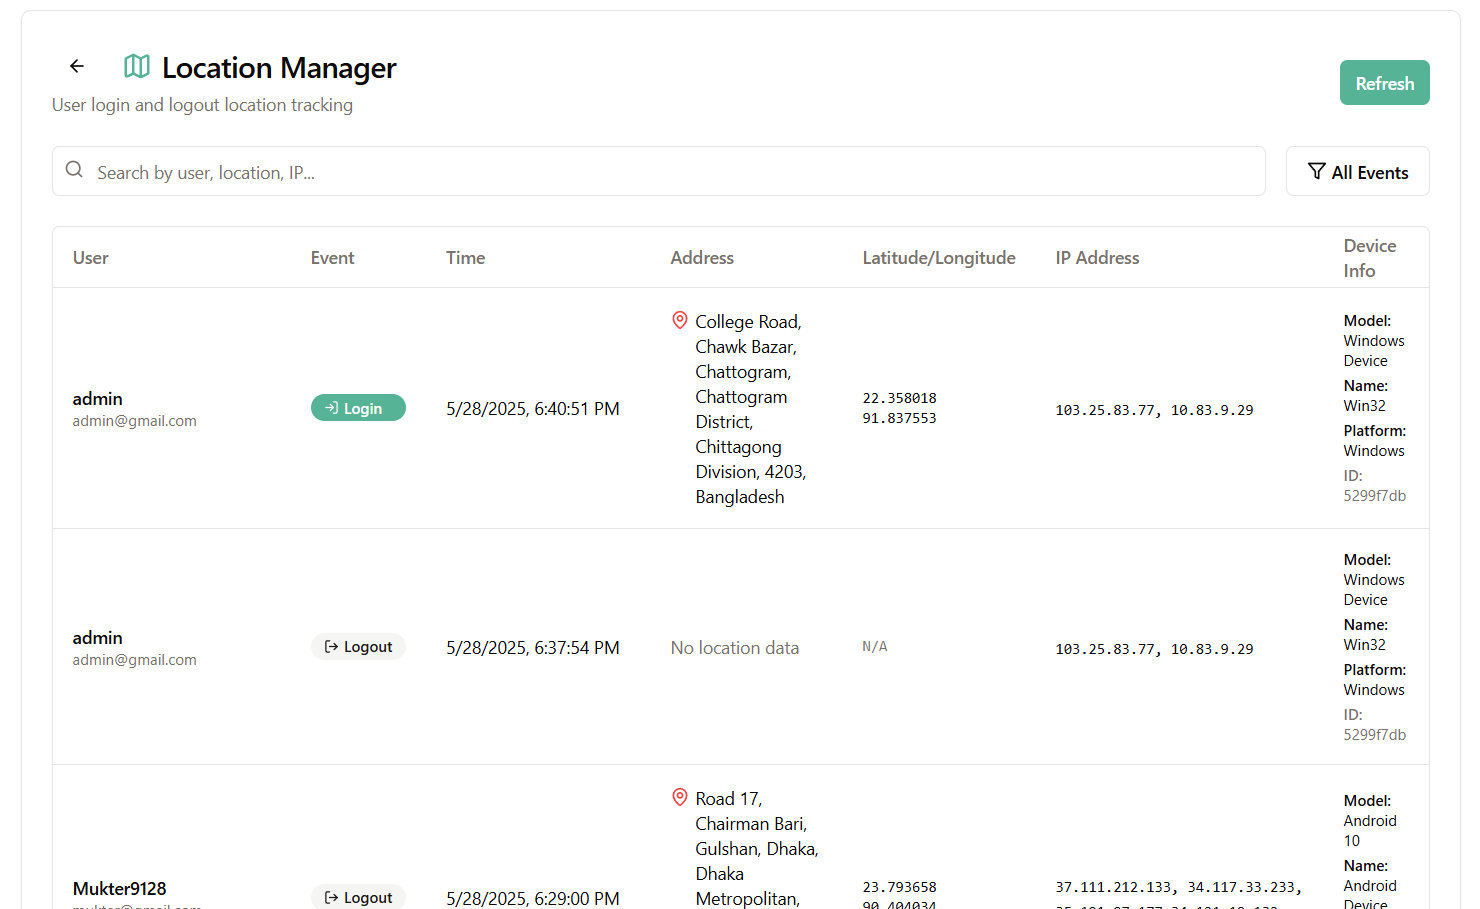 Location Manager
User login and logout location tracking
Refresh
Search by user, location, IP...
All Events
User Event Time Address Latitude/Longitude IP Address Device
Info
admin
admin@gmail.com
Login
5/28/2025, 6:40:51 PM
College Road,
Chawk Bazar,
Chattogram,
Chattogram
District,
Chittagong
Division, 4203,
Bangladesh
22.358018
91.837553
103.25.83.77, 10.83.9.29
Model:
Windows
Device
Name:
Win32
Platform:
Windows
ID:
5299f7db
admin
admin@gmail.com
Logout
5/28/2025, 6:37:54 PM
No location data
N/A
103.25.83.77, 10.83.9.29
Model:
Windows
Device
Name:
Win32
Platform:
Windows
ID:
5299f7db
Mukter9128
Logout
5/28/2025, 6:29:00 PM
Road 17,
Chairman Bari,
Gulshan, Dhaka,
Dhaka
Metropolitan,
23.793658
90.404034
37.111.212.133, 34.117.33.233,
Model:
Android
10
Name:
Android
Device